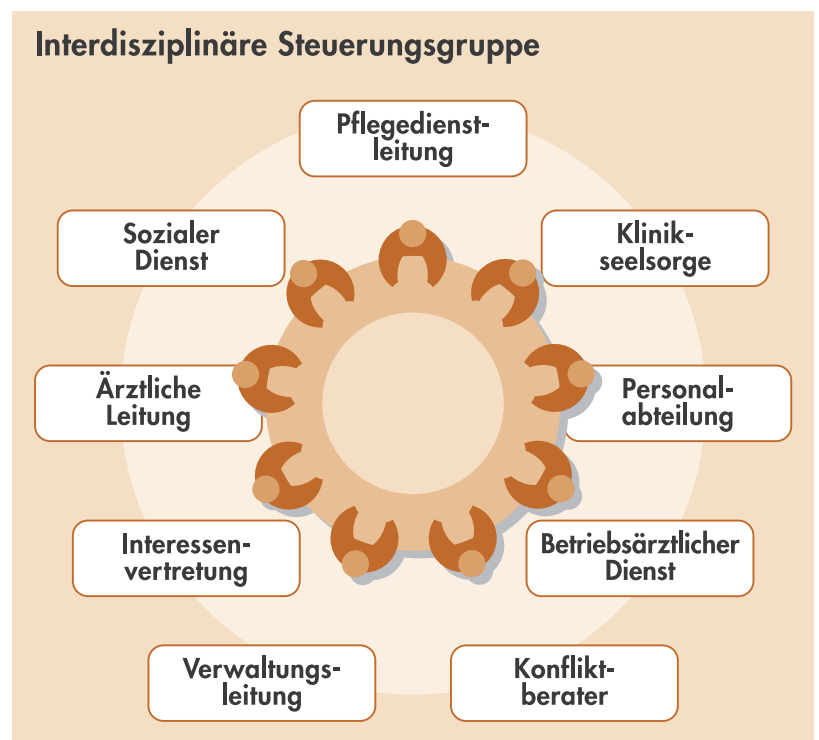 Interdisziplinäre Steuerungsgruppe
Pflegedienst-
leitung
Sozialer
Dienst
Klinik-
seelsorge
Ärztliche
Leitung
Personal-
abteilung
Interessen-
vertretung
Betriebsärztlicher
Dienst
Verwaltungs-
leitung
Konflikt-
berater